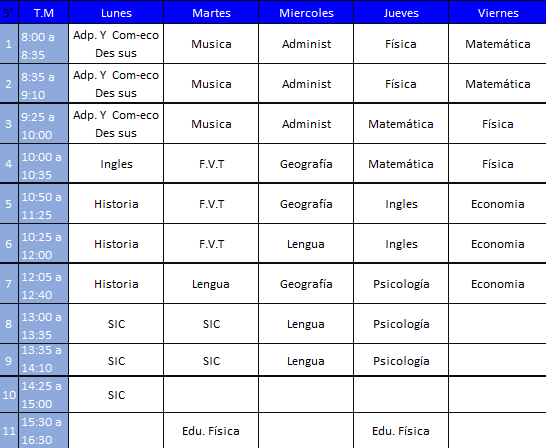 5° T.M Lunes Martes Miercoles Jueves Viernes
1 8:00 a 8:35 Adp. Y Com-eco Des sus Musica Administ Física Matemática
2 8:35 a 9:10 Adp. Y Com-eco Des sus Musica Administ Física Matemática
3 9:25 a 10:00 Adp. Y Com-eco Des sus Musica Administ Matemática Física
4 10:00 a 10:35 Ingles F.V.T Geografía Matemática Física
5 10:50 a 11:25 Historia F.V.T Geografía Ingles Economia
6 10:25 a 12:00 Historia F.V.T Lengua Ingles Economia
7 12:05 a 12:40 Historia Lengua Geografía Psicología Economia
8 13:00 a 13:35 SIC SIC Lengua Psicología
9 13:35 a 14:10 SIC SIC Lengua Psicología
10 14:25 a 15:00 SIC
11 15:30 a 16:30 Edu. Física Edu. Física